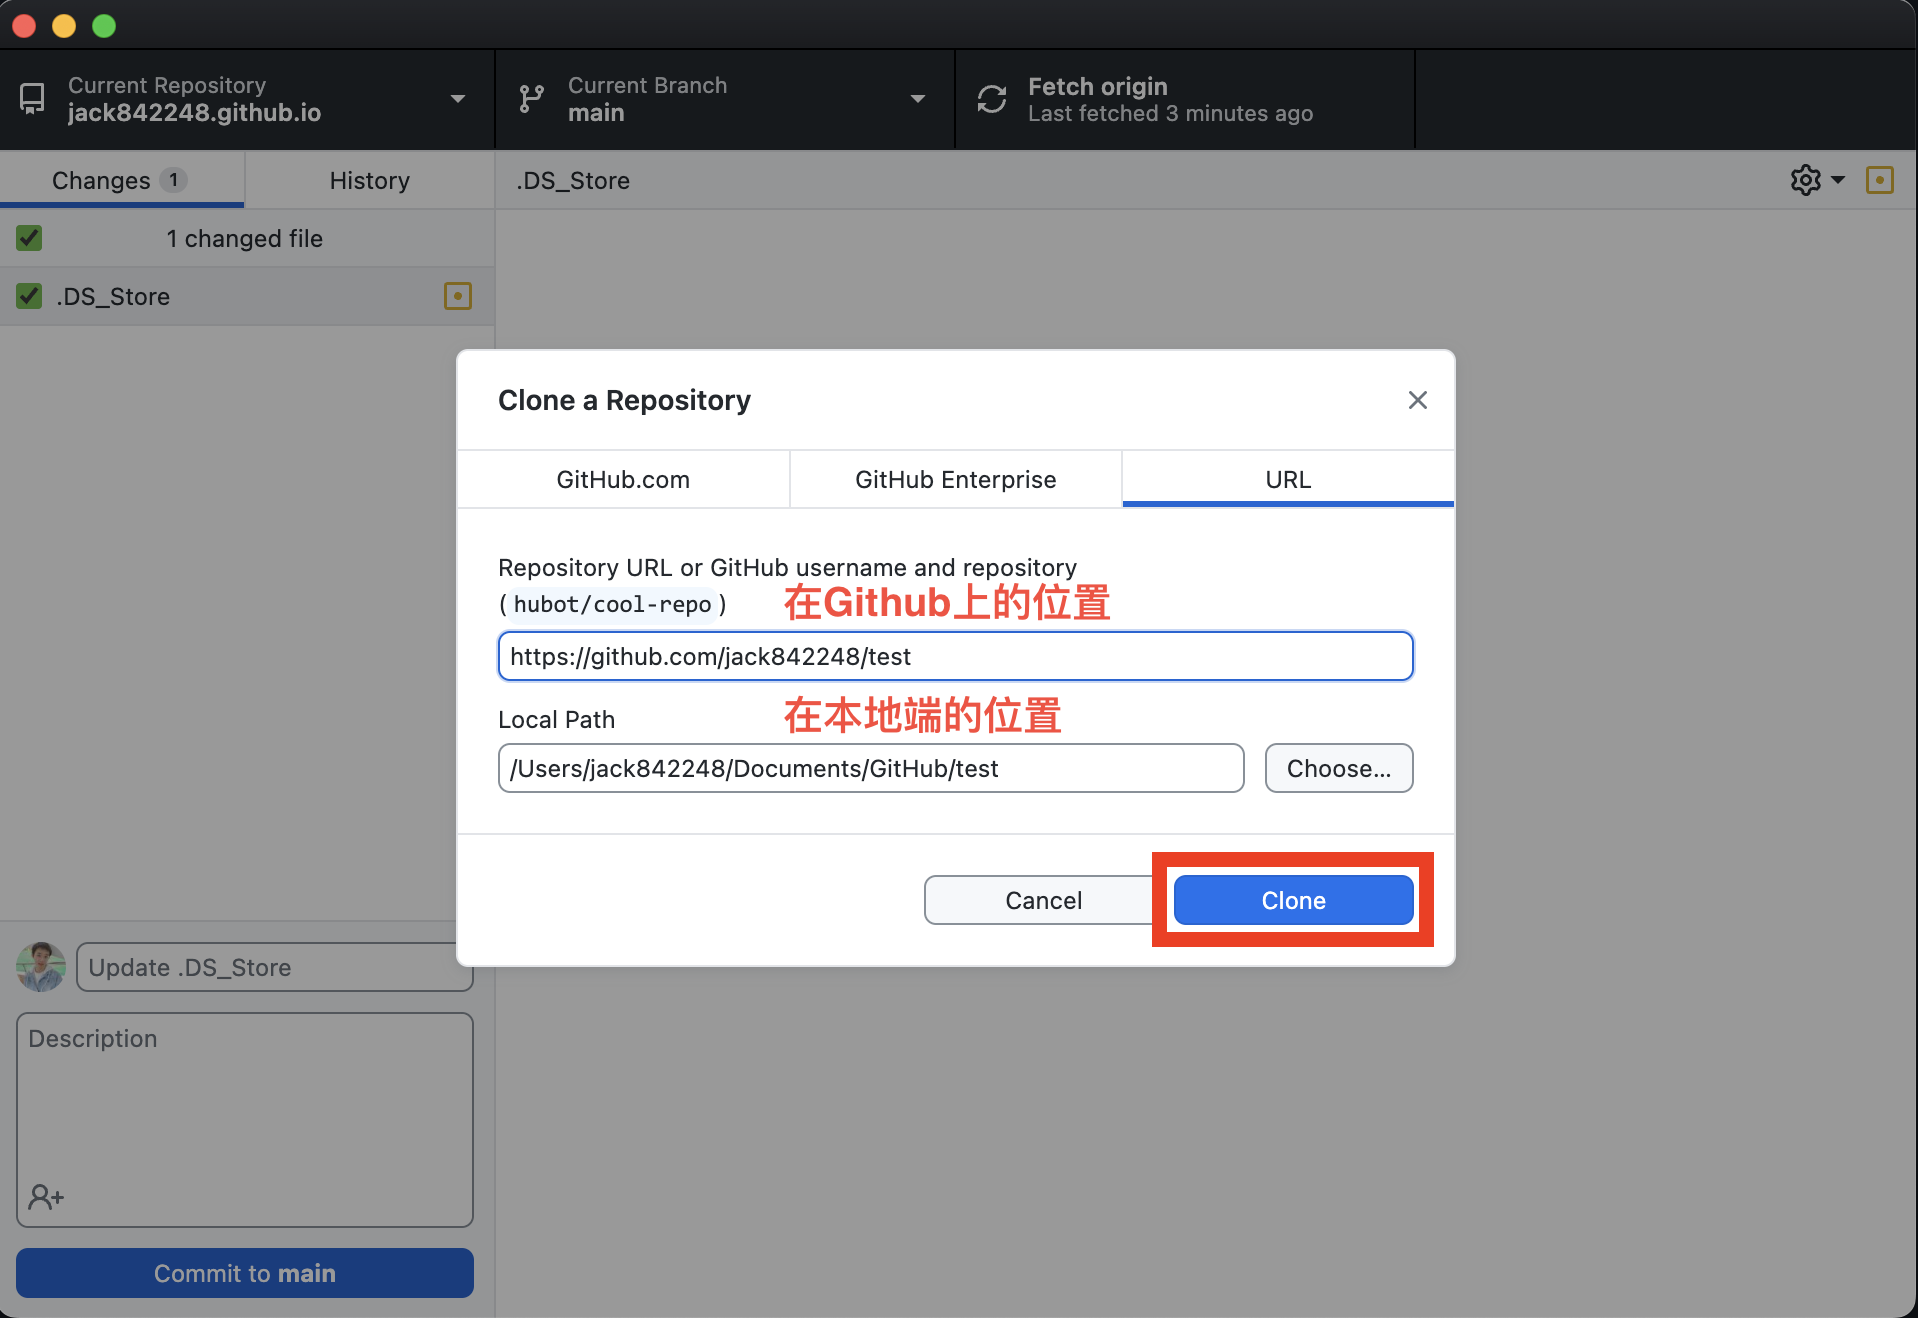 Current Repository
jack842248.github.io
Current Branch
main
Fetch origin
Last fetched 3 minutes ago
Changes 1
History
.DS_Store
1 changed file
.DS_Store
Clone a Repository
GitHub.com
GitHub Enterprise
URL
Repository URL or GitHub username and repository
(hubot/cool-repo)
在Github上的位置
https://github.com/jack842248/test
Local Path
在本地端的位置
/Users/jack842248/Documents/GitHub/test
Choose...
Cancel
Clone
Update .DS_Store
Description
Commit to main